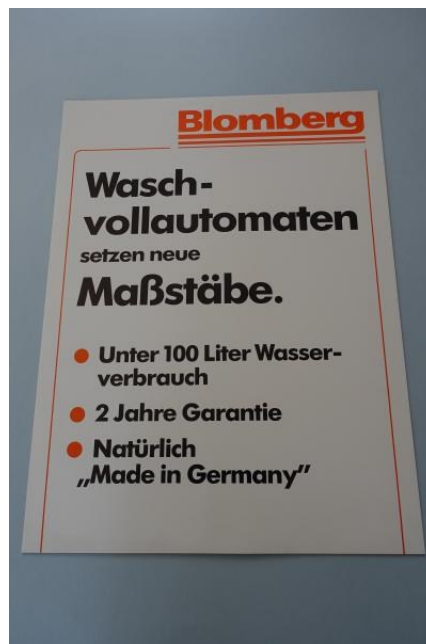 Blomberg
Wasch-
vollautomaten
setzen neue
Maßstäbe.
● Unter 100 Liter Wasser-
verbrauch
● 2 Jahre Garantie
● Natürlich
„Made in Germany”